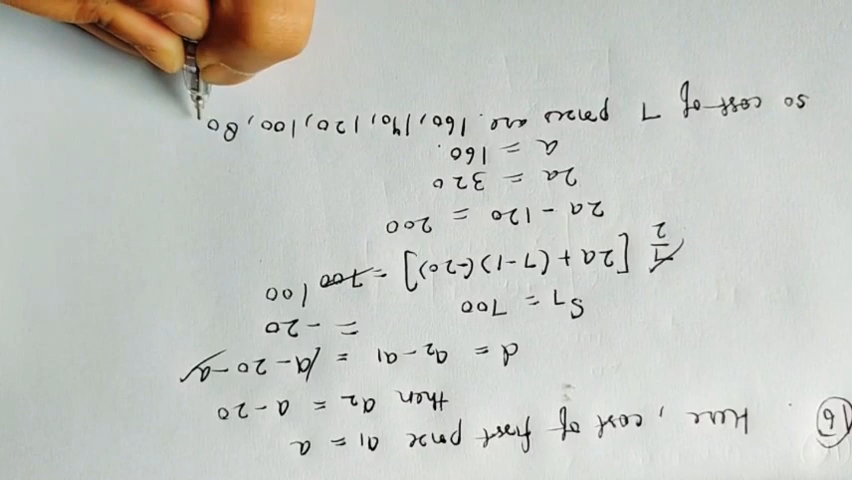 16. Here, cost of first prize a₁ = a
then a₂ = a - 20
d = a₂ - a₁ = a - 20 - a
= - 20
S₇ = 700
7/2 [2a + (7-1)(-20)] = 700 100
2a - 120 = 200
2a = 320
a = 160.
so cost of 7 prizes are. 160, 140, 120, 100, 80